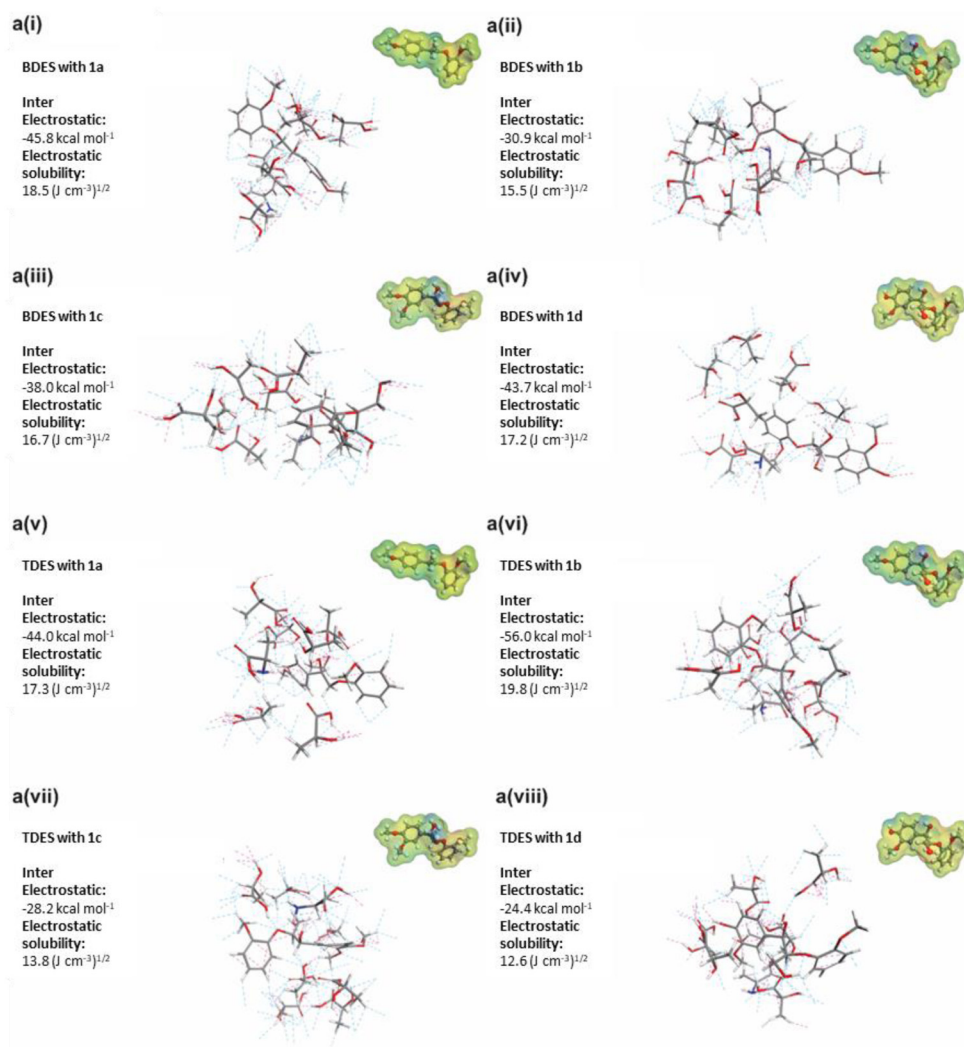 a(i)
BDES with 1a
Inter
Electrostatic:
-45.8 kcal mol⁻¹
Electrostatic
solubility:
18.5 (J cm⁻³)¹/²
a(ii)
BDES with 1b
Inter
Electrostatic:
-30.9 kcal mol⁻¹
Electrostatic
solubility:
15.5 (J cm⁻³)¹/²
a(iii)
BDES with 1c
Inter
Electrostatic:
-38.0 kcal mol⁻¹
Electrostatic
solubility:
16.7 (J cm⁻³)¹/²
a(iv)
BDES with 1d
Inter
Electrostatic:
-43.7 kcal mol⁻¹
Electrostatic
solubility:
17.2 (J cm⁻³)¹/²
a(v)
TDES with 1a
Inter
Electrostatic:
-44.0 kcal mol⁻¹
Electrostatic
solubility:
17.3 (J cm⁻³)¹/²
a(vi)
TDES with 1b
Inter
Electrostatic:
-56.0 kcal mol⁻¹
Electrostatic
solubility:
19.8 (J cm⁻³)¹/²
a(vii)
TDES with 1c
Inter
Electrostatic:
-28.2 kcal mol⁻¹
Electrostatic
solubility:
13.8 (J cm⁻³)¹/²
a(viii)
TDES with 1d
Inter
Electrostatic:
-24.4 kcal mol⁻¹
Electrostatic
solubility:
12.6 (J cm⁻³)¹/²